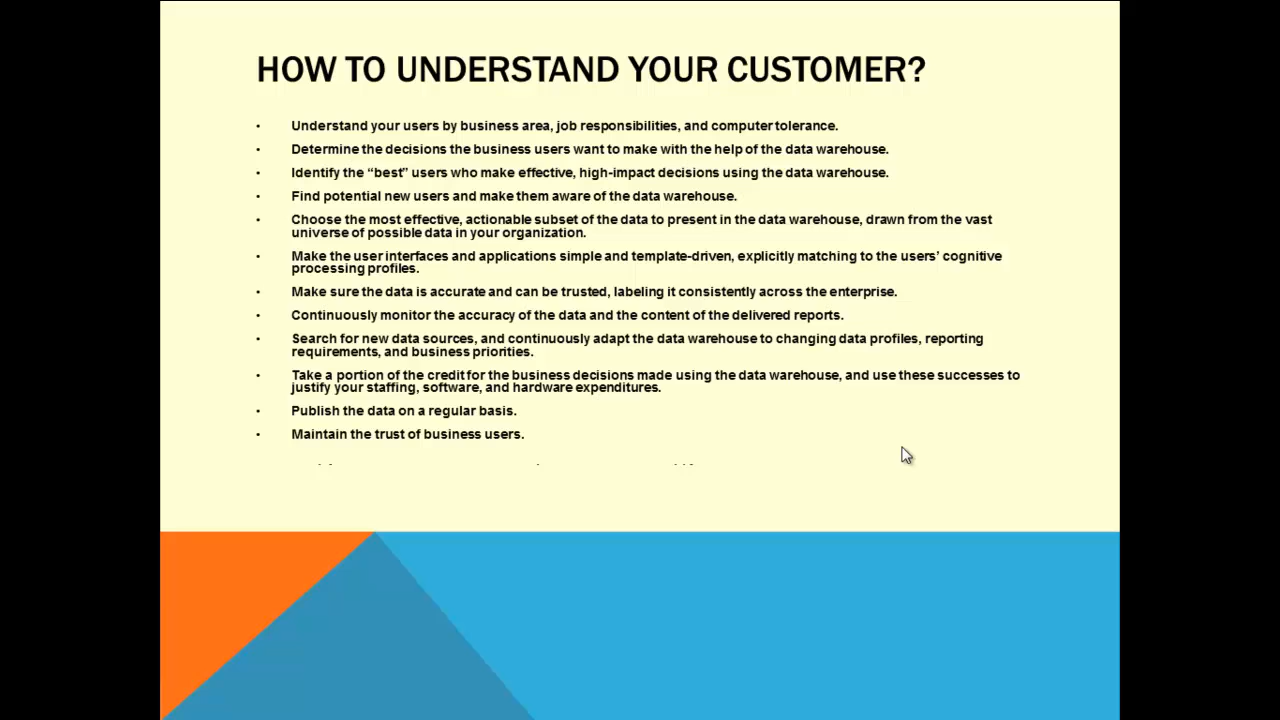 HOW TO UNDERSTAND YOUR CUSTOMER?
• Understand your users by business area, job responsibilities, and computer tolerance.
• Determine the decisions the business users want to make with the help of the data warehouse.
• Identify the “best” users who make effective, high-impact decisions using the data warehouse.
• Find potential new users and make them aware of the data warehouse.
• Choose the most effective, actionable subset of the data to present in the data warehouse, drawn from the vast
universe of possible data in your organization.
• Make the user interfaces and applications simple and template-driven, explicitly matching to the users’ cognitive
processing profiles.
• Make sure the data is accurate and can be trusted, labeling it consistently across the enterprise.
• Continuously monitor the accuracy of the data and the content of the delivered reports.
• Search for new data sources, and continuously adapt the data warehouse to changing data profiles, reporting
requirements, and business priorities.
• Take a portion of the credit for the business decisions made using the data warehouse, and use these successes to
justify your staffing, software, and hardware expenditures.
• Publish the data on a regular basis.
• Maintain the trust of business users.